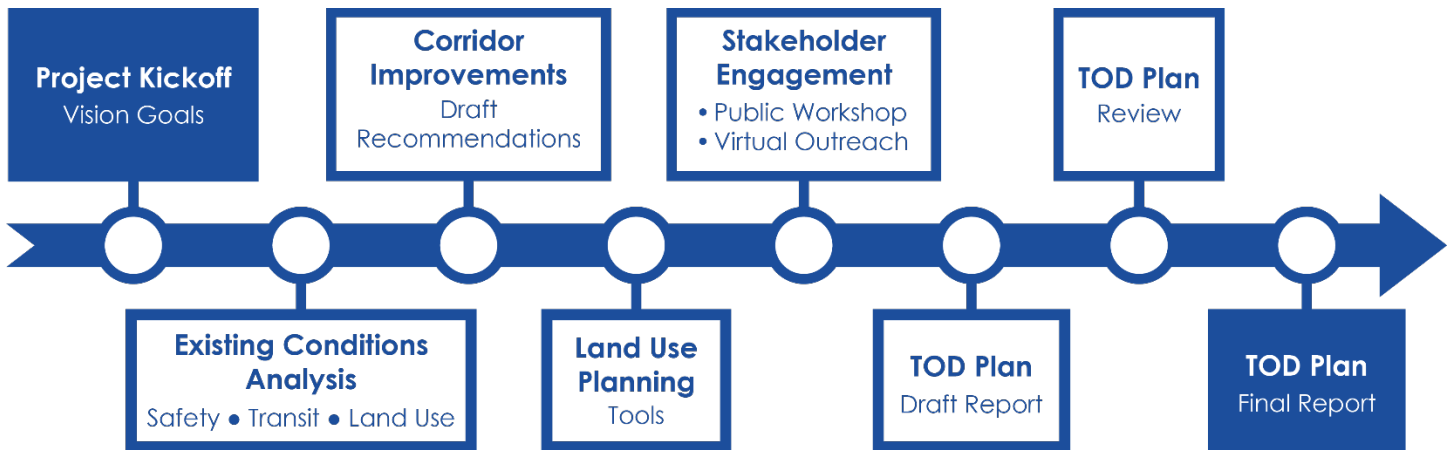 Project Kickoff
Vision Goals
Existing Conditions
Analysis
Safety ● Transit ● Land Use
Corridor
Improvements
Draft
Recommendations
Land Use
Planning
Tools
Stakeholder
Engagement
• Public Workshop
• Virtual Outreach
TOD Plan
Draft Report
TOD Plan
Review
TOD Plan
Final Report